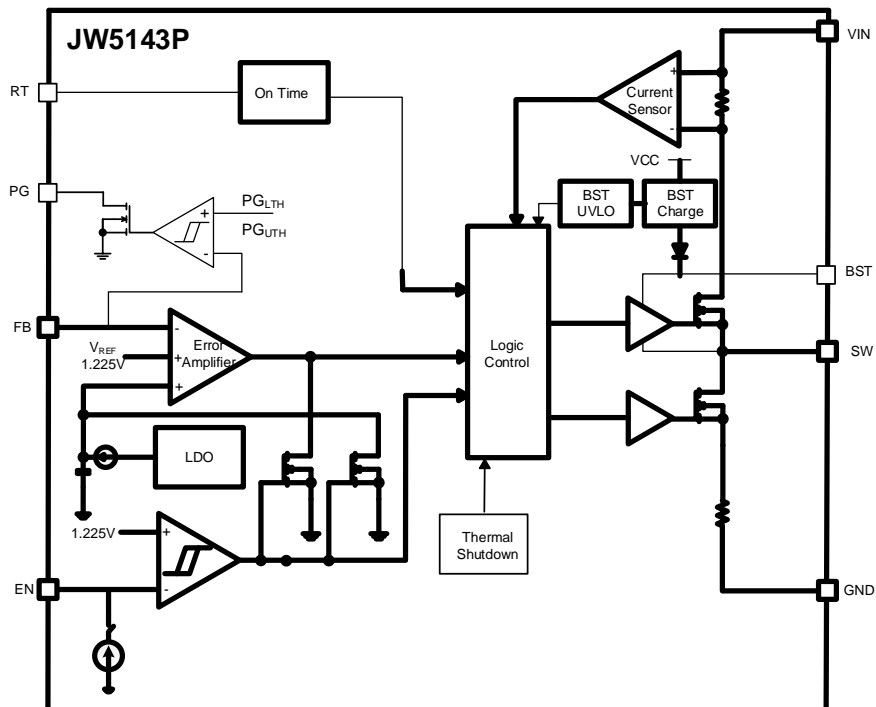 JW5143P
VIN
RT
On Time
Current
Sensor
+
-
VCC
PG
PGLTH
PGUTH
+
-
BST
UVLO
BST
Charge
BST
FB
-
Error
Amplifier
VREF
1.225V
+
+
Logic
Control
SW
LDO
1.225V
+
-
Thermal
Shutdown
EN
GND